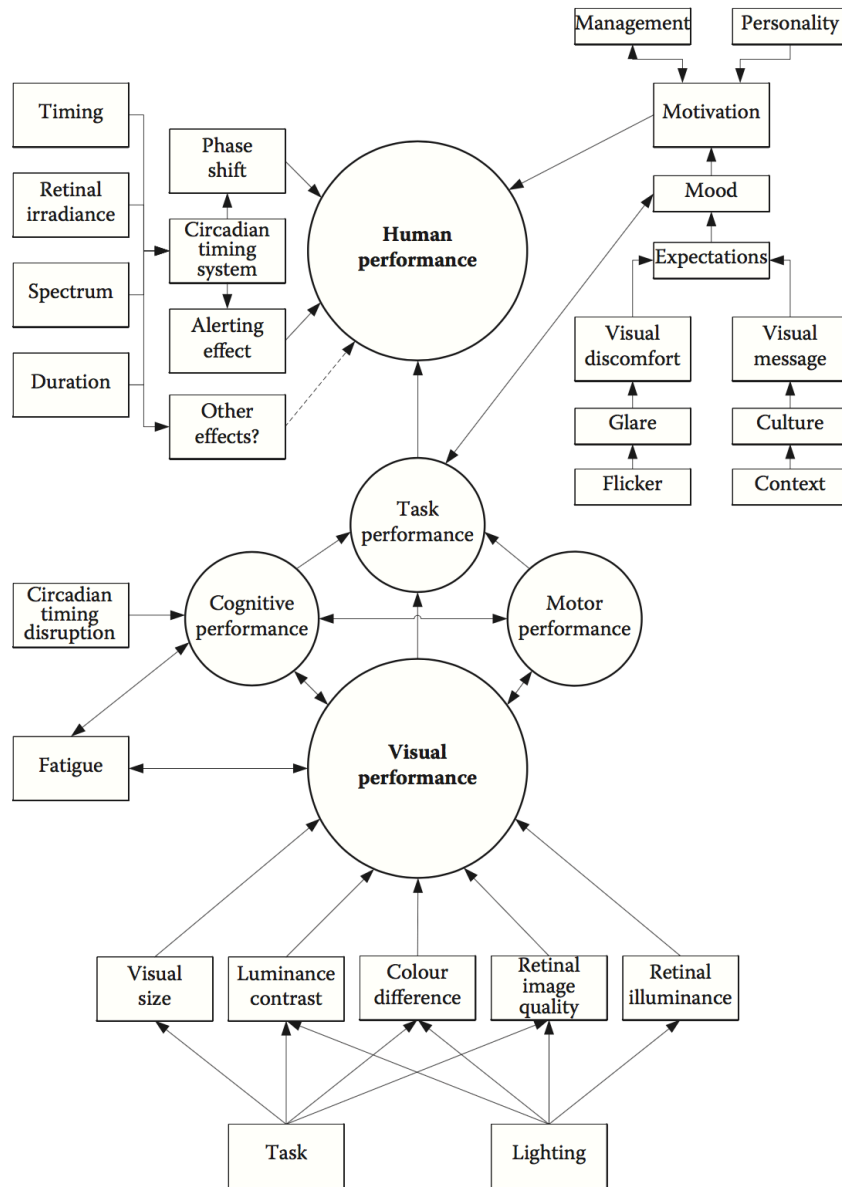 Management
Personality
Timing
Motivation
Phase
shift
Retinal
irradiance
Mood
Human
performance
Circadian
timing
system
Expectations
Spectrum
Alerting
effect
Visual
discomfort
Visual
message
Duration
Other
effects?
Glare
Culture
Flicker
Context
Task
performance
Circadian
timing
disruption
Cognitive
performance
Motor
performance
Fatigue
Visual
performance
Visual
size
Luminance
contrast
Colour
difference
Retinal
image
quality
Retinal
illuminance
Task
Lighting